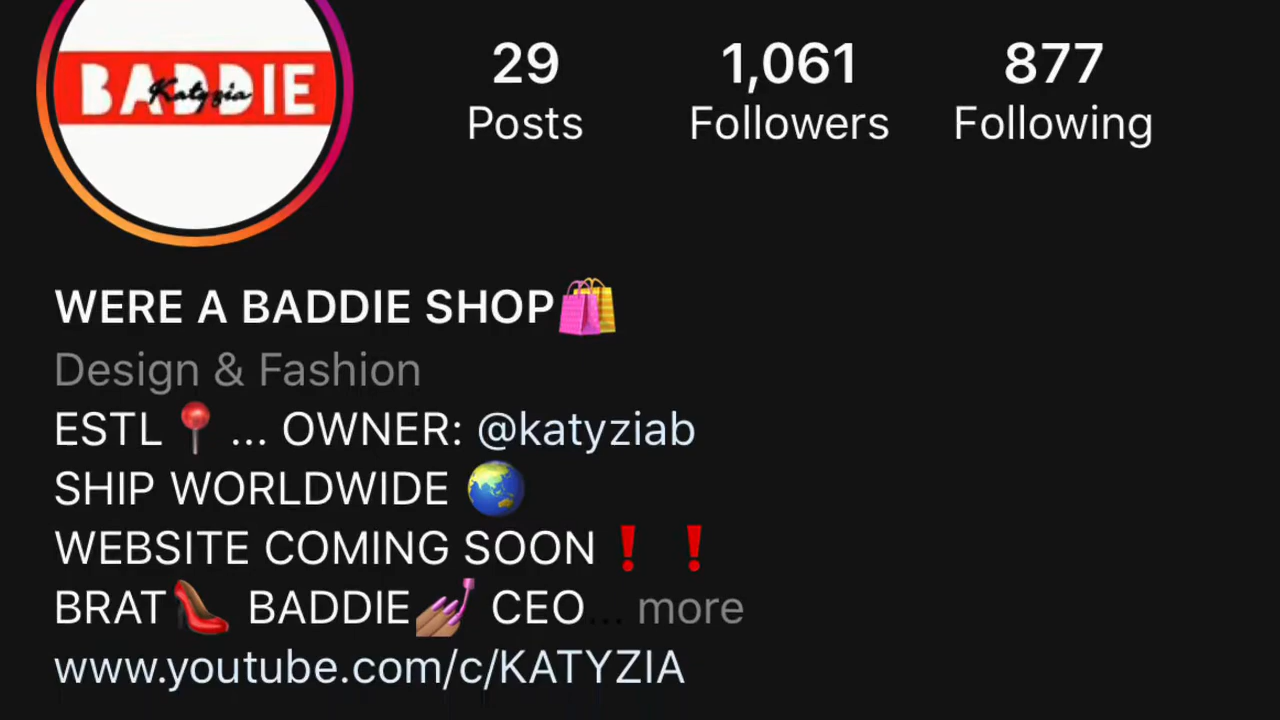 BADDIE
Katyzia
29 1,061 877
Posts Followers Following
WERE A BADDIE SHOP🛍️
Design & Fashion
ESTL📍... OWNER: @katyziab
SHIP WORLDWIDE 🌏
WEBSITE COMING SOON❗️❗️
BRAT👠 BADDIE💅🏽 CEO... more
www.youtube.com/c/KATYZIA